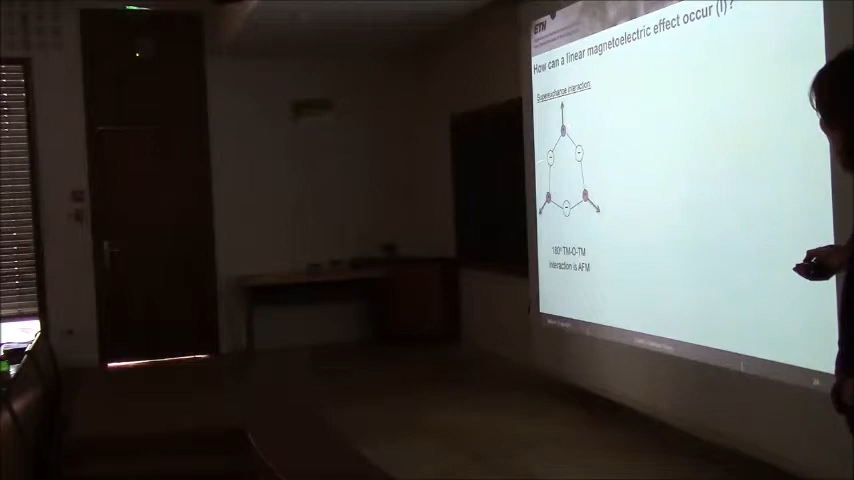 ETH
How can a linear magnetoelectric effect occur (I)?
Superexchange interaction:
180° TM-O-TM
interaction is AFM